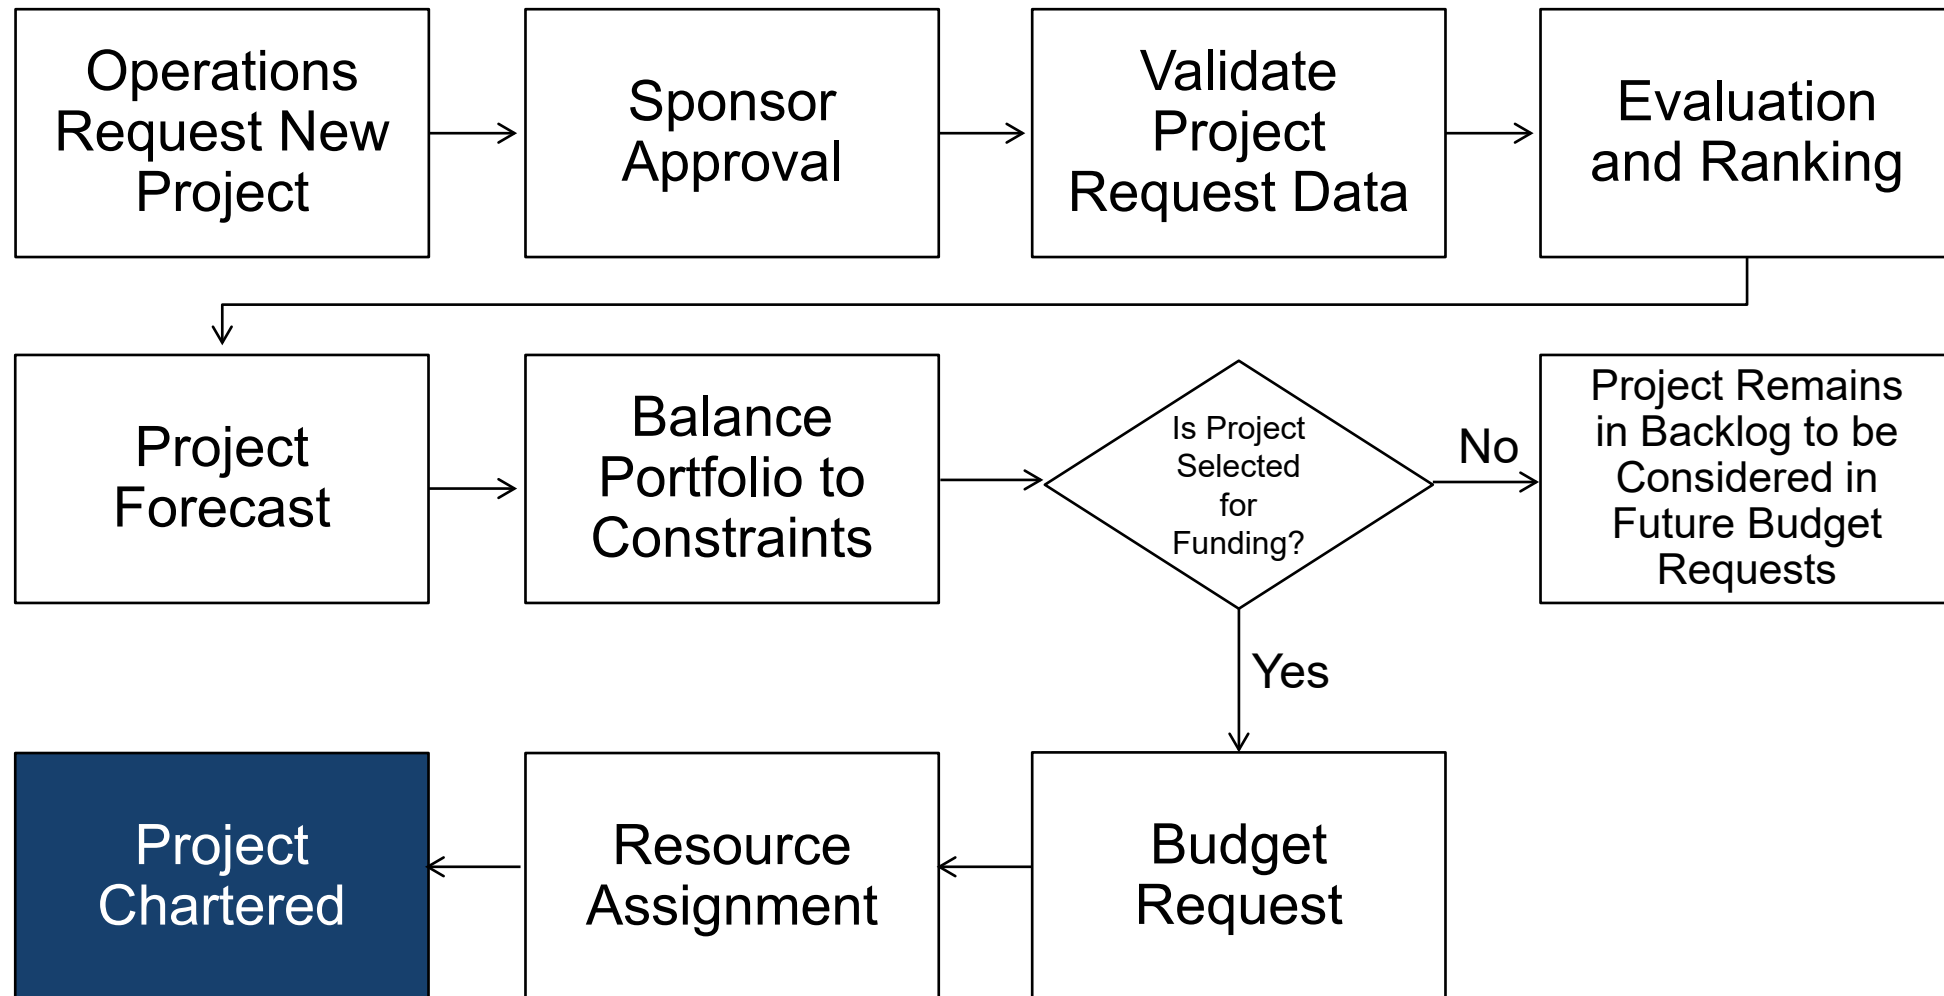 Operations
Request New
Project
Sponsor
Approval
Validate
Project
Request Data
Evaluation
and Ranking
Project
Forecast
Balance
Portfolio to
Constraints
Is Project
Selected
for
Funding?
No
Project Remains
in Backlog to be
Considered in
Future Budget
Requests
Yes
Budget
Request
Resource
Assignment
Project
Chartered